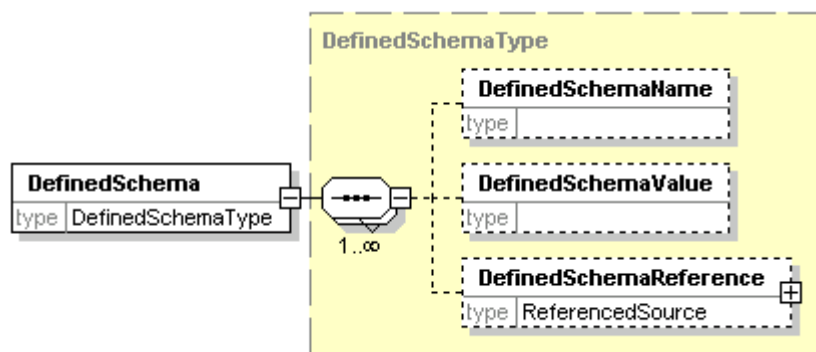 DefinedSchemaType
DefinedSchemaName
type
DefinedSchema
type DefinedSchemaType
1..∞
DefinedSchemaValue
type
DefinedSchemaReference
type ReferencedSource